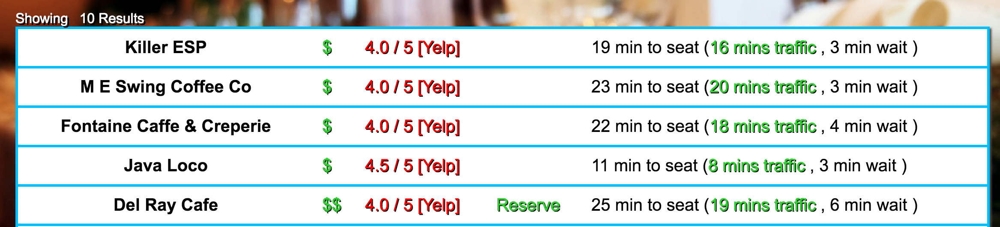 Showing 10 Results
Killer ESP $ 4.0 / 5 [Yelp] 19 min to seat (16 mins traffic , 3 min wait )
M E Swing Coffee Co $ 4.0 / 5 [Yelp] 23 min to seat (20 mins traffic , 3 min wait )
Fontaine Caffe & Creperie $ 4.0 / 5 [Yelp] 22 min to seat (18 mins traffic , 4 min wait )
Java Loco $ 4.5 / 5 [Yelp] 11 min to seat (8 mins traffic , 3 min wait )
Del Ray Cafe $$ 4.0 / 5 [Yelp] Reserve 25 min to seat (19 mins traffic , 6 min wait )